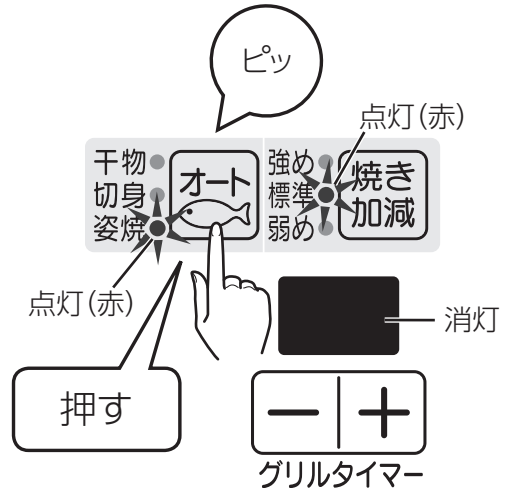 ピッ
点灯(赤)
干物
切身
姿焼
オート
強め
標準
弱め
焼き
加減
点灯(赤)
消灯
押す
− +
グリルタイマー